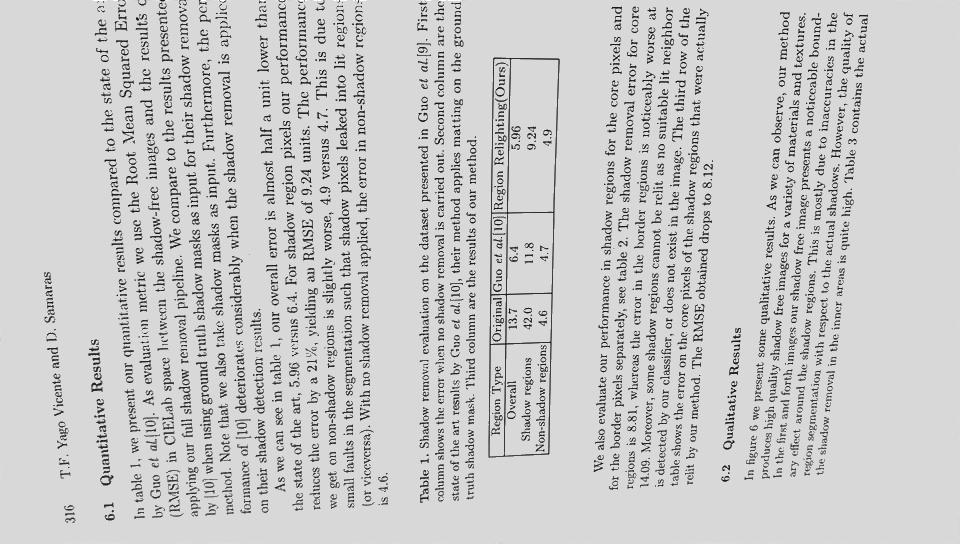 316
T.F. Yago Vicente and D. Samaras
6.1 Quantitative Results
In table 1, we present our quantitative results compared to the state of the
by Guo et al.[10]. As evaluation metric we use the Root Mean Squared
(RMSE) in CIELab space between the shadow-free images and the results
applying our full shadow removal pipeline. We compare to the results presented
by [10] when using ground truth shadow masks as input for their shadow
method. Note that we also take shadow masks as input. Furthermore, the
formance of [10] deteriorates considerably when the shadow removal is
on their shadow detection results.
As we can see in table 1, our overall error is almost half a unit lower than
the state of the art, 5.96 versus 6.4. For shadow region pixels our performance
reduces the error by a 21%, yielding an RMSE of 9.24 units. The performance
we get on non-shadow regions is slightly worse, 4.9 versus 4.7. This is due to
small faults in the segmentation such that shadow pixels leaked into lit regions
(or viceversa). With no shadow removal applied, the error in non-shadow regions
is 4.6.
Table 1. Shadow removal evaluation on the dataset presented in Guo et al.[9]. First
column shows the error when no shadow removal is carried out. Second column are the
state of the art results by Guo et al.[10], their method applies matting on the ground
truth shadow mask. Third column are the results of our method.
Region Type Original Guo et al.[10] Region Relighting(Ours)
Overall 13.7 6.4 5.96
Shadow regions 42.0 11.8 9.24
Non-shadow regions 4.6 4.7 4.9
We also evaluate our performance in shadow regions for the core pixels and
for the border pixels separately, see table 2. The shadow removal error for core
regions is 8.81, whereas the error in the border regions is noticeably worse at
14.09. Moreover, some shadow regions cannot be relit as no suitable lit neighbor
is detected by our classifier, or does not exist in the image. The third row of the
table shows the error on the core pixels of the shadow regions that were actually
relit by our method. The RMSE obtained drops to 8.12.
6.2 Qualitative Results
In figure 6 we present some qualitative results. As we can observe, our method
produces high quality shadow free images for a variety of materials and textures.
In the first and forth images our shadow free image presents a noticeable bound-
ary effect around the shadow regions. This is mostly due to inaccuracies in the
region segmentation with respect to the actual shadows. However, the quality of
the shadow removal in the inner areas is quite high. Table 3 contains the actual